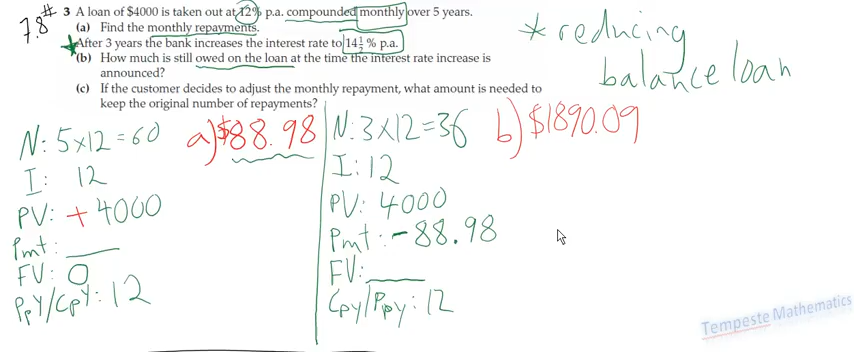 7.8 #
3 A loan of $4000 is taken out at 12% p.a. compounded monthly over 5 years.
(a) Find the monthly repayments.
After 3 years the bank increases the interest rate to 14½ % p.a.
(b) How much is still owed on the loan at the time the interest rate increase is
announced?
(c) If the customer decides to adjust the monthly repayment, what amount is needed to
keep the original number of repayments?
* reducing
balance loan
N: 5×12=60
I: 12
PV: +4000
Pmt: ___
FV: 0
PpY/CpY: 12
a) $88.98
N: 3×12=36
I: 12
PV: 4000
Pmt: -88.98
FV: ___
CpY/PpY: 12
b) $1890.09
Tempeste Mathematics